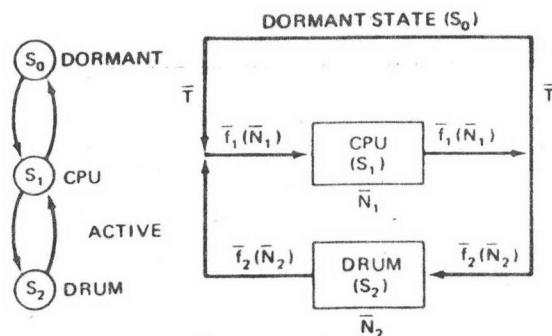 DORMANT STATE (S₀)
S₀ DORMANT
T̅ T̅
f̅₁(N̅₁) CPU f̅₁(N̅₁)
(S₁)
S₁ CPU
N̅₁
ACTIVE
f̅₂(N̅₂) DRUM f̅₂(N̅₂)
(S₂)
S₂ DRUM
N̅₂